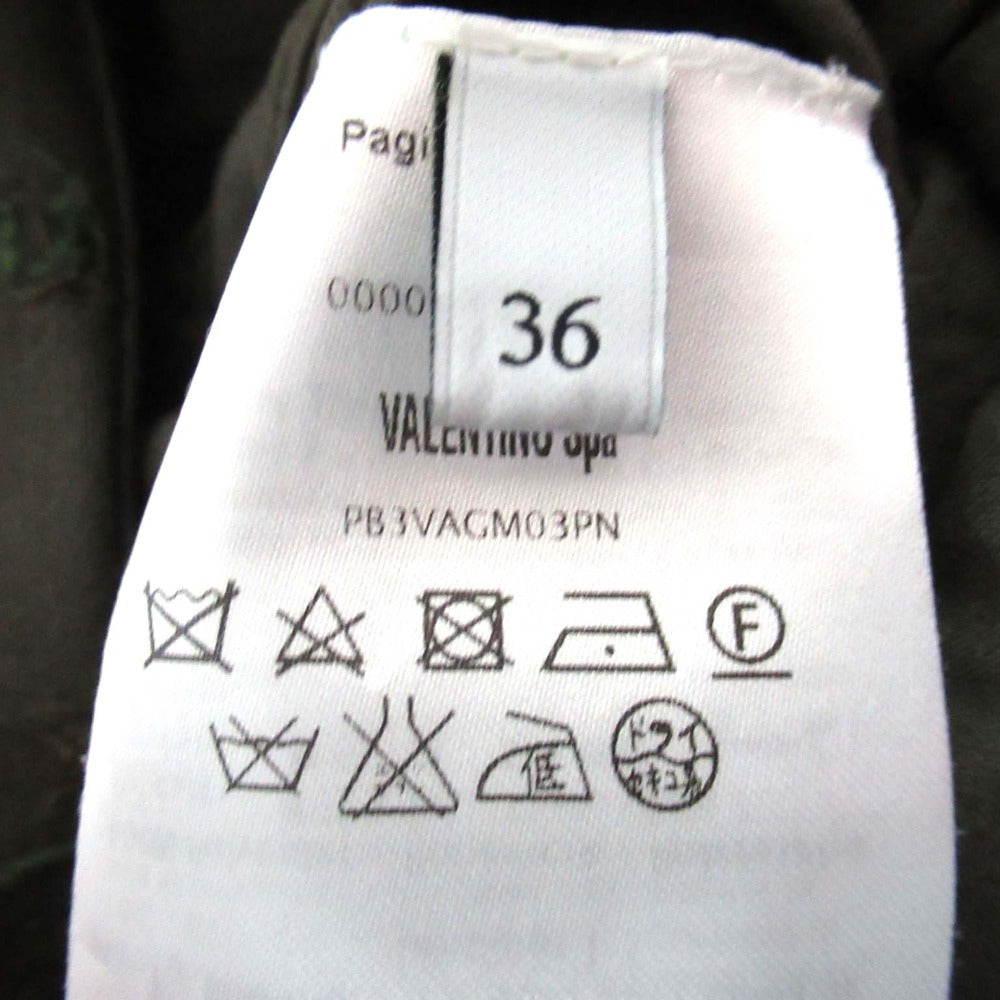 Pagi
36
0000
VALENTINO Spa
PB3VAGM03PN
F
低
ドライ
セキユ系